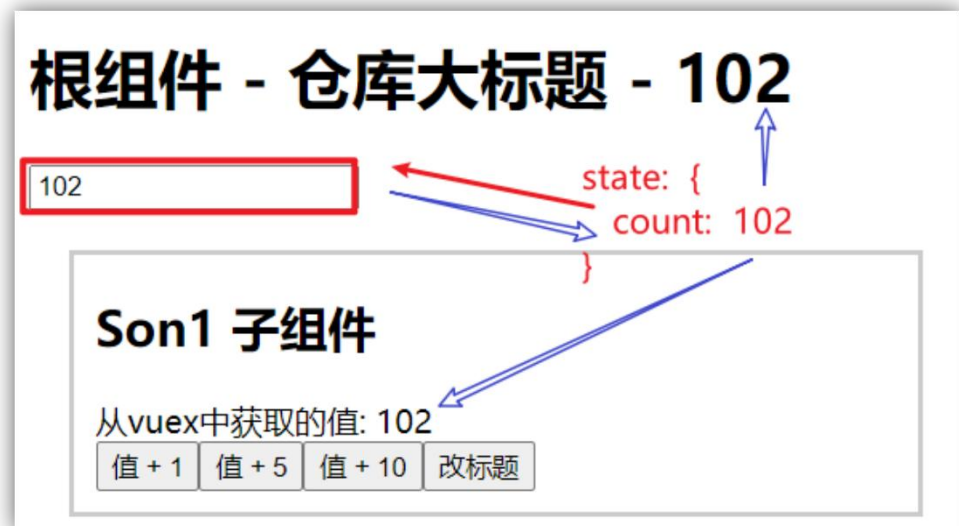 根组件 - 仓库大标题 - 102
102
state: {
count: 102
}
Son1 子组件
从vuex中获取的值: 102
值 + 1 值 + 5 值 + 10 改标题